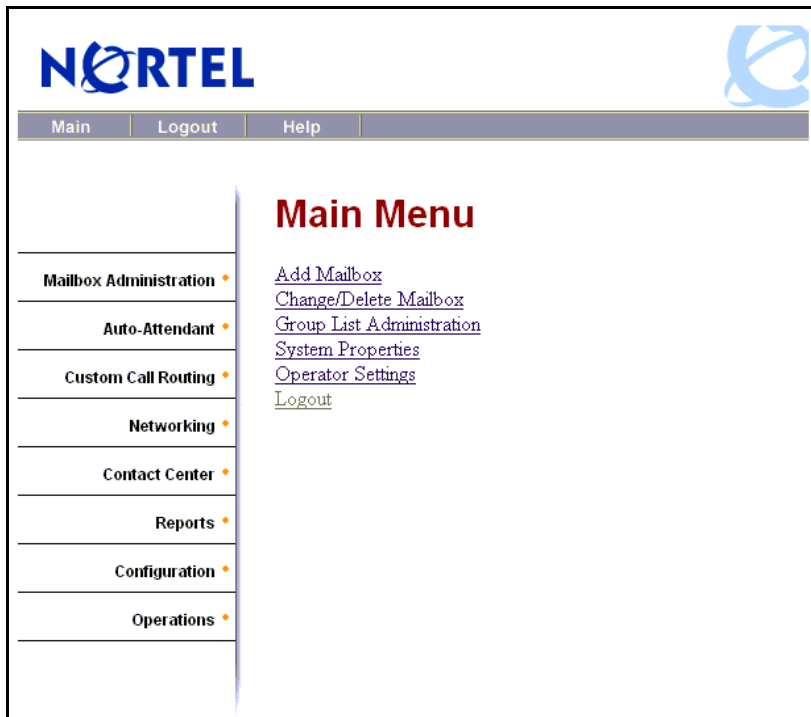 NORTEL
Main Logout Help
Main Menu
Mailbox Administration
Auto-Attendant
Custom Call Routing
Networking
Contact Center
Reports
Configuration
Operations
Add Mailbox
Change/Delete Mailbox
Group List Administration
System Properties
Operator Settings
Logout